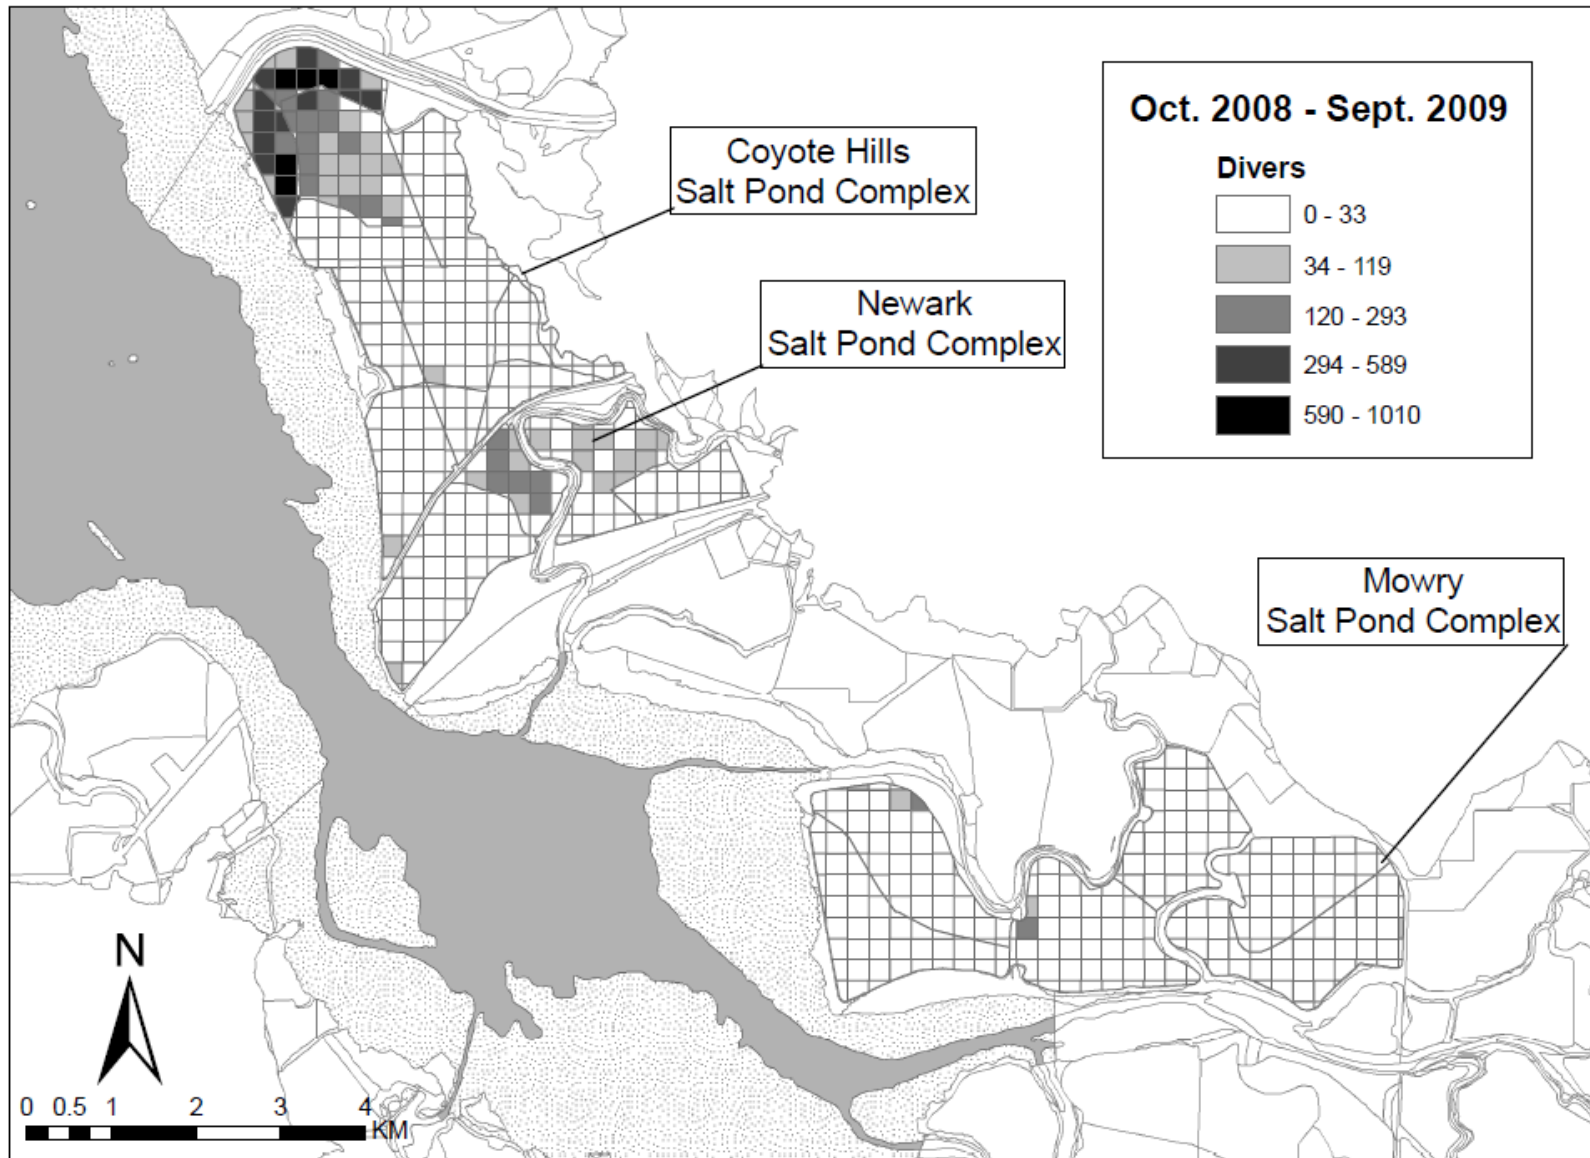 Oct. 2008 - Sept. 2009
Divers
0 - 33
34 - 119
120 - 293
294 - 589
590 - 1010
Coyote Hills
Salt Pond Complex
Newark
Salt Pond Complex
Mowry
Salt Pond Complex
N
0 0.5 1 2 3 4
KM